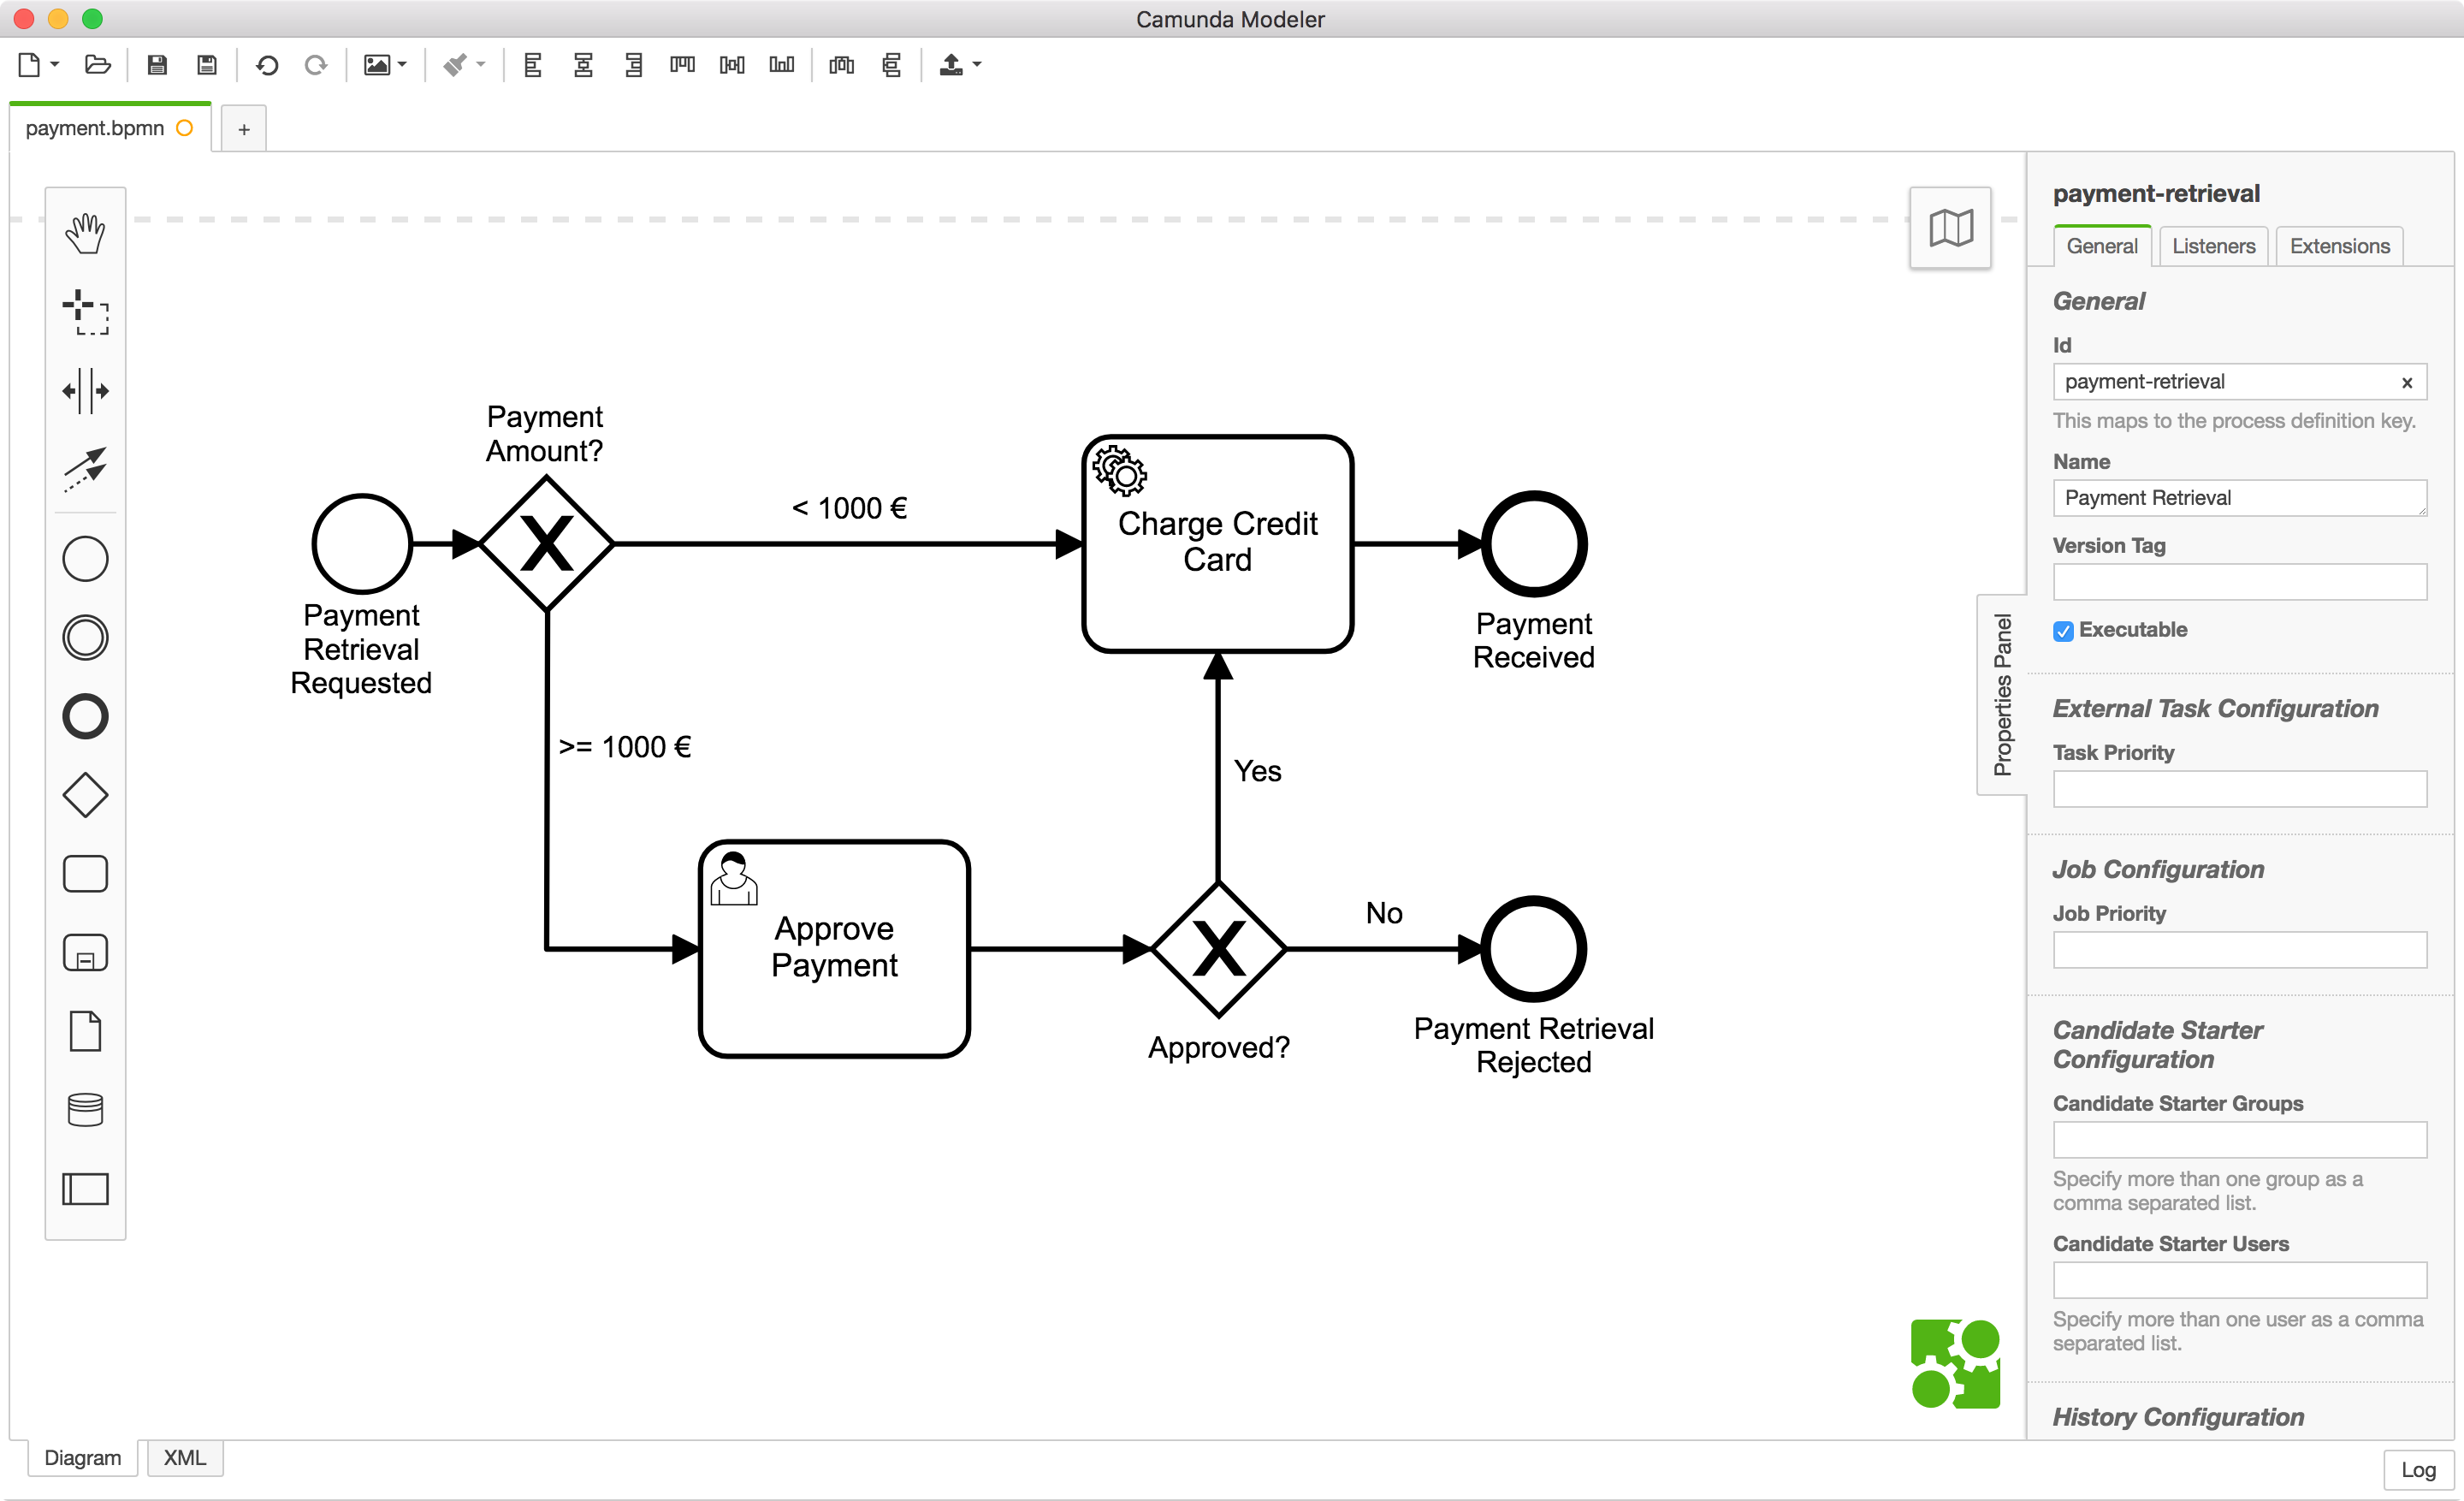 Camunda Modeler
payment.bpmn
+
payment-retrieval
General
Listeners
Extensions
General
Id
payment-retrieval
x
This maps to the process definition key.
Name
Payment Retrieval
Version Tag
Executable
External Task Configuration
Task Priority
Job Configuration
Job Priority
Candidate Starter
Configuration
Candidate Starter Groups
Specify more than one group as a
comma separated list.
Candidate Starter Users
Specify more than one user as a comma
separated list.
History Configuration
Properties Panel
Payment
Amount?
< 1000 €
Charge Credit
Card
Payment
Retrieval
Requested
Payment
Received
>= 1000 €
Yes
Approve
Payment
No
Approved?
Payment Retrieval
Rejected
Diagram
XML
Log